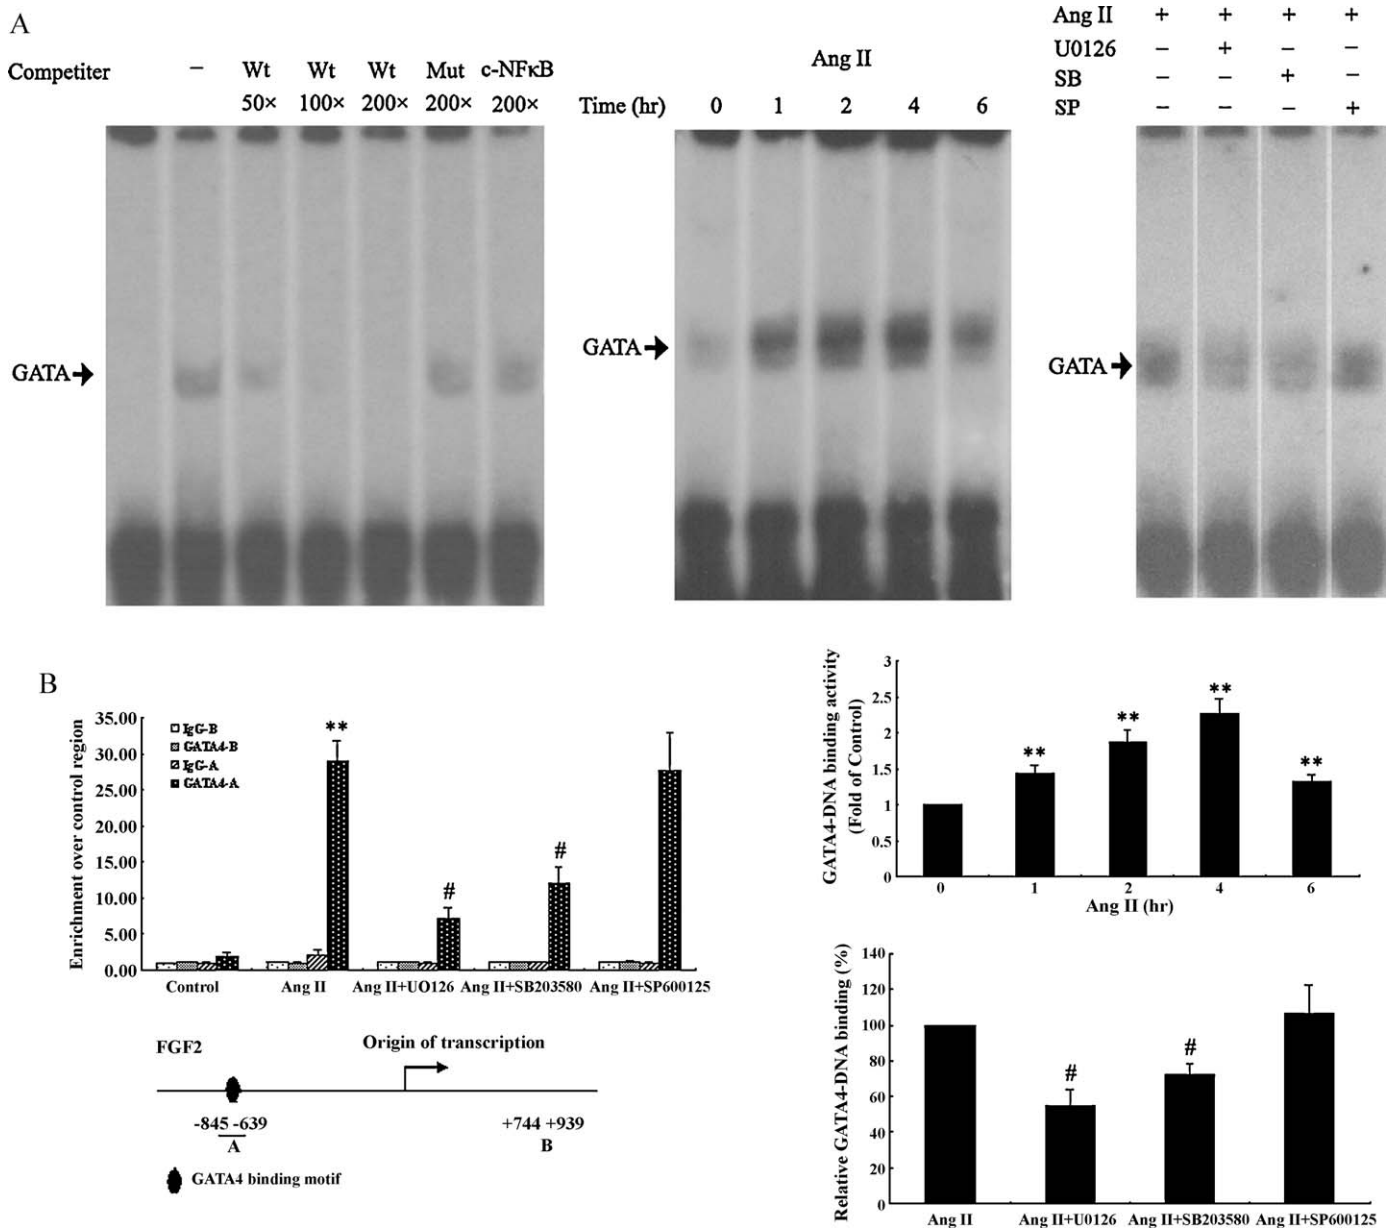 A
Competiter – Wt Wt Wt Mut c-NFκB
50× 100× 200× 200× 200×
GATA
Ang II
Time (hr) 0 1 2 4 6
GATA
Ang II + + + +
U0126 – + – –
SB – – + –
SP – – – +
GATA
B
Enrichment over control region
35.00
30.00
25.00
20.00
15.00
10.00
5.00
0.00
IgG-B
GATA4-B
IgG-A
GATA4-A
**
#
#
Control Ang II Ang II+UO126 Ang II+SB203580 Ang II+SP600125
FGF2
Origin of transcription
-845 -639
A
+744 +939
B
GATA4 binding motif
GATA4-DNA binding activity
(Fold of Control)
3
2.5
2
1.5
1
0.5
0
**
**
**
**
0 1 2 4 6
Ang II (hr)
Relative GATA4-DNA binding (%)
140
120
100
80
60
40
20
0
#
#
Ang II Ang II+U0126 Ang II+SB203580 Ang II+SP600125